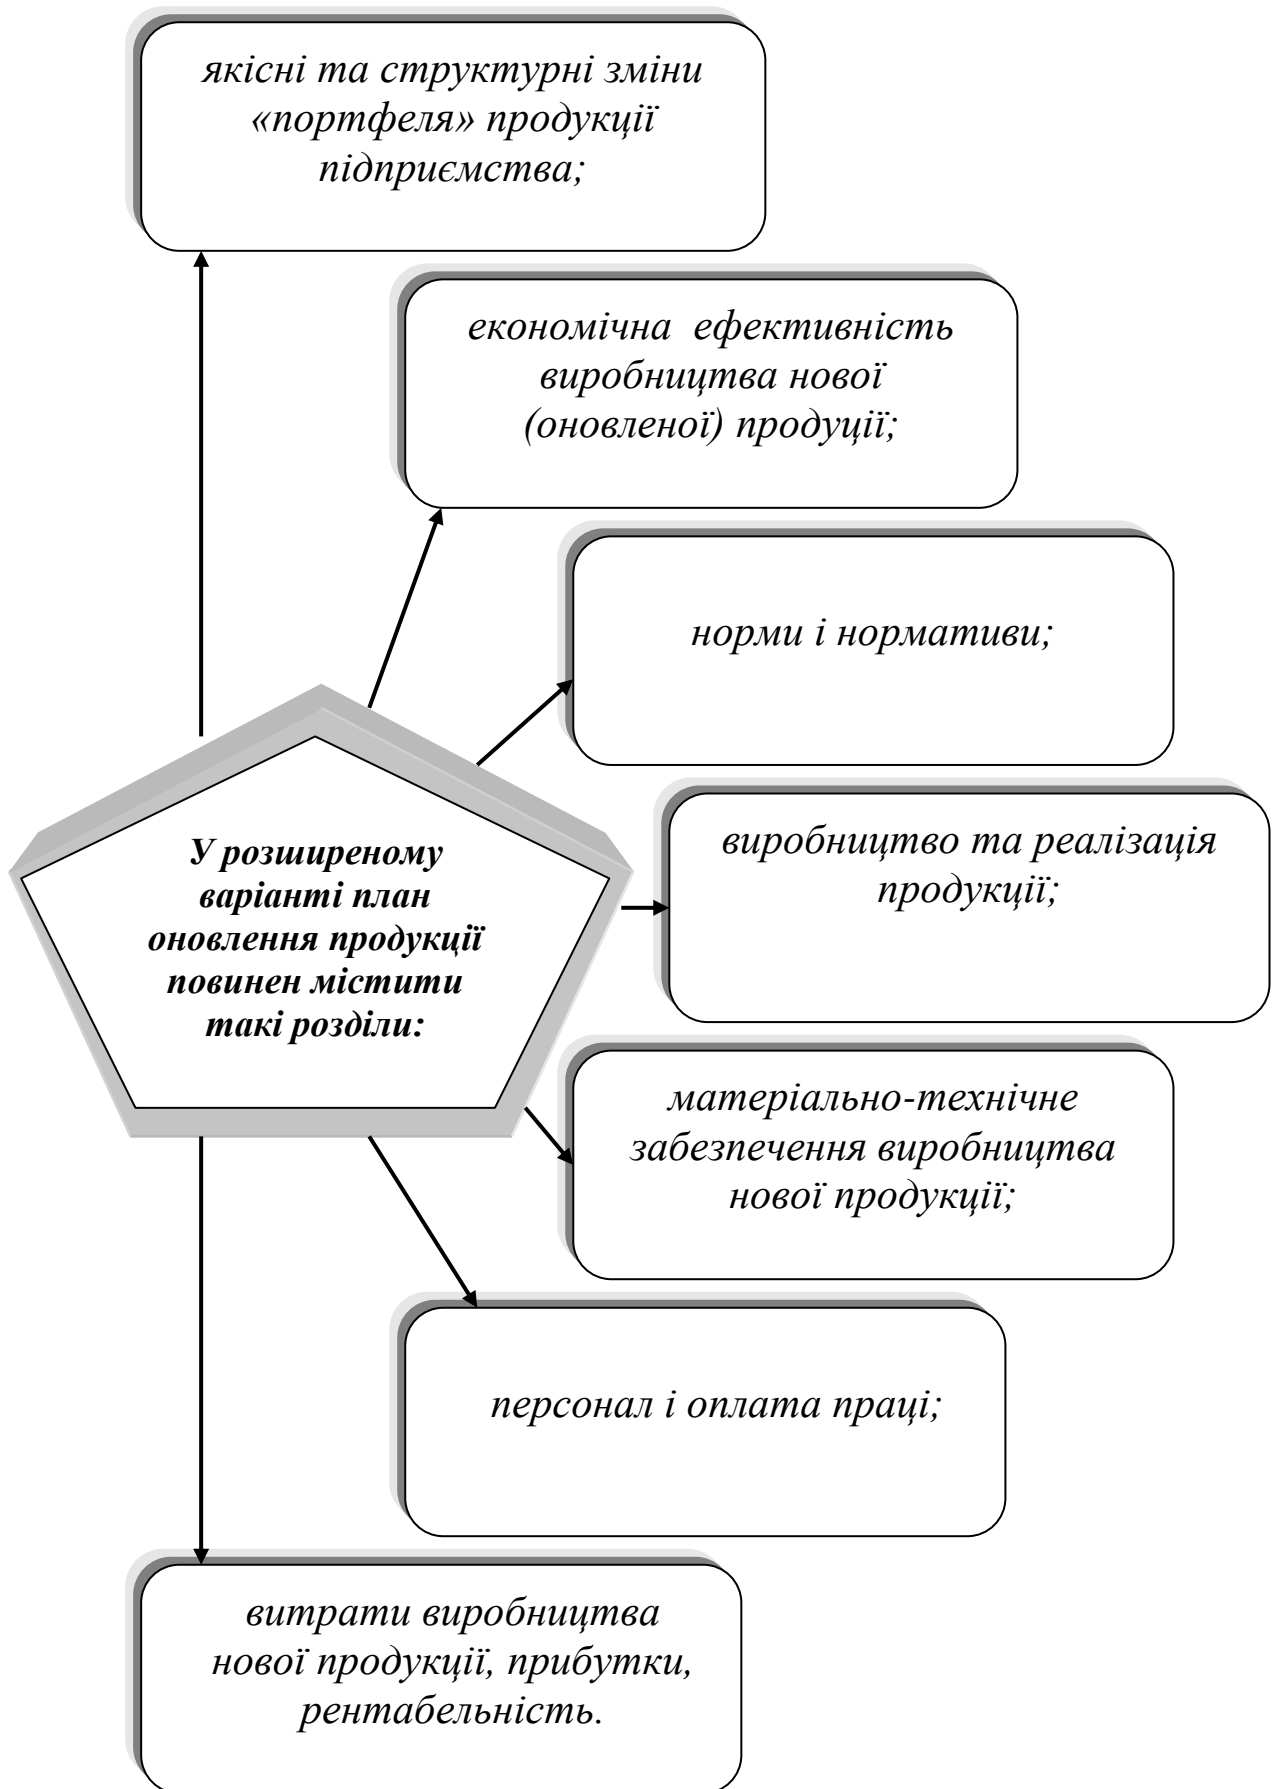 якісні та структурні зміни
«портфеля» продукції
підприємства;
економічна ефективність
виробництва нової
(оновленої) продуції;
норми і нормативи;
У розширеному
варіанті план
оновлення продукції
повинен містити
такі розділи:
виробництво та реалізація
продукції;
матеріально-технічне
забезпечення виробництва
нової продукції;
персонал і оплата праці;
витрати виробництва
нової продукції, прибутки,
рентабельність.